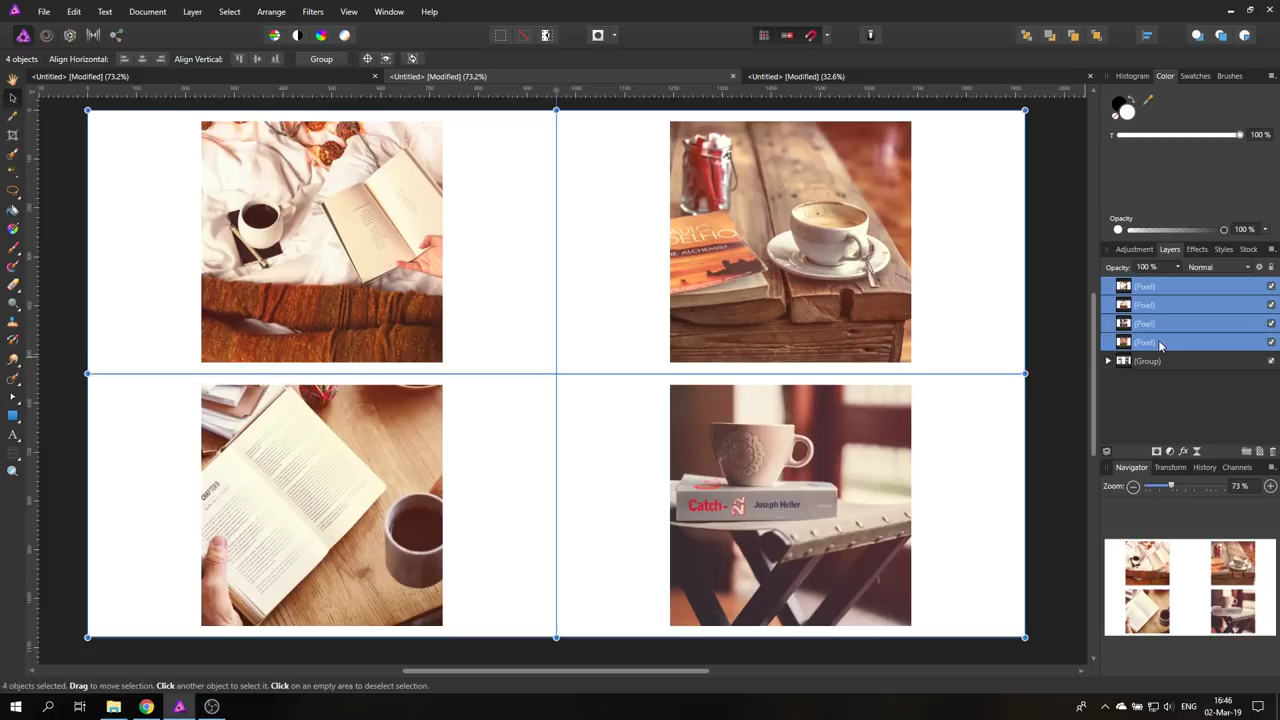 File Edit Text Document Layer Select Arrange Filters View Window Help
4 objects Align Horizontal: Align Vertical: Group
<Untitled> [Modified] (73.2%)
<Untitled> [Modified] (73.2%)
<Untitled> [Modified] (32.6%)
Histogram Color Swatches Brushes
T 100 %
Opacity
100 %
Adjustment Layers Effects Styles Stock
Opacity: 100 % Normal
(Pixel)
(Pixel)
(Pixel)
(Pixel)
(Group)
Navigator Transform History Channels
Zoom: 73 %
THE ALCHEMIST
CHAPTER
Catch-22 Joseph Heller
4 objects selected. Drag to move selection. Click another object to select it. Click on an empty area to deselect selection.
ENG
16:46
02-Mar-19